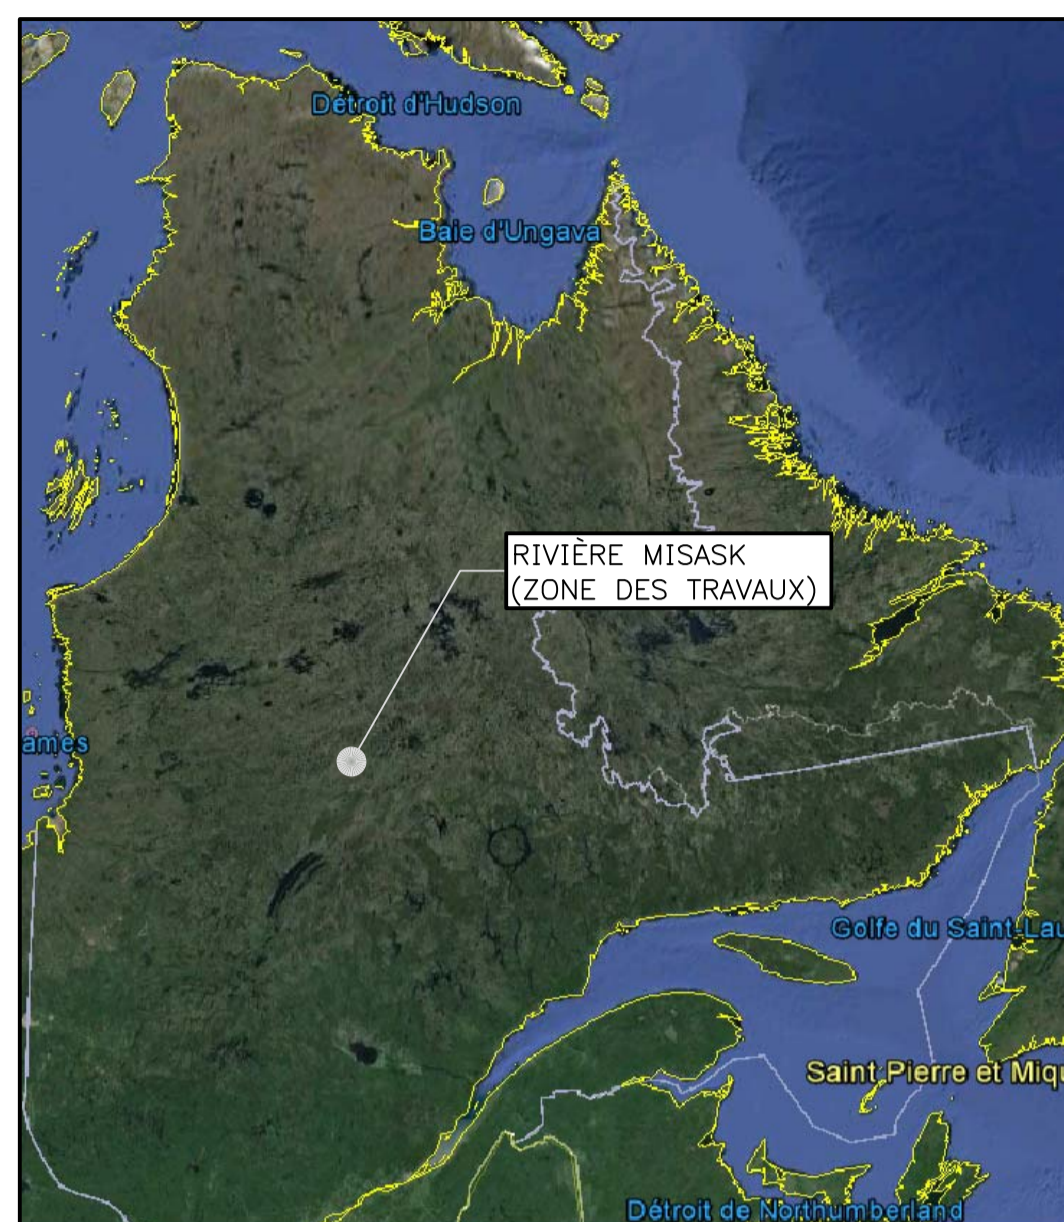 Détroit d'Hudson
Baie d'Ungava
RIVIÈRE MISASK
(ZONE DES TRAVAUX)
ames
Golfe du Saint-Lau
Saint Pierre et Miqu
Détroit de Northumberland